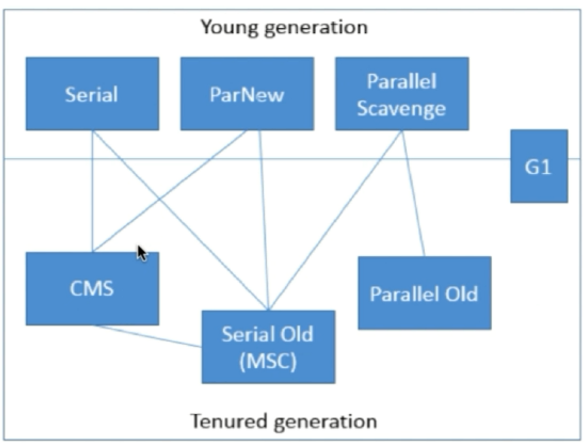 Young generation
Serial
ParNew
Parallel
Scavenge
G1
CMS
Parallel Old
Serial Old
(MSC)
Tenured generation